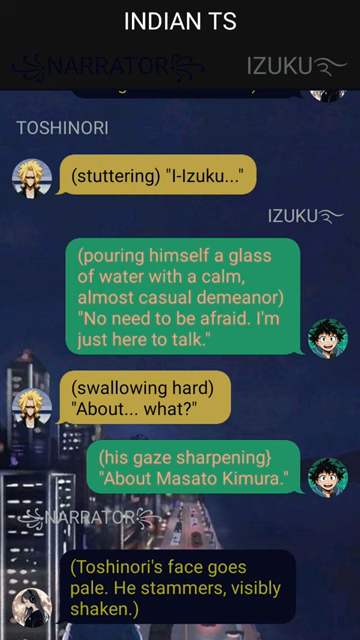 INDIAN TS
NARRATOR
IZUKU
TOSHINORI
(stuttering) "I-Izuku..."
IZUKU
(pouring himself a glass
of water with a calm,
almost casual demeanor)
"No need to be afraid. I'm
just here to talk."
(swallowing hard)
"About... what?"
(his gaze sharpening}
"About Masato Kimura."
NARRATOR
(Toshinori's face goes
pale. He stammers, visibly
shaken.)